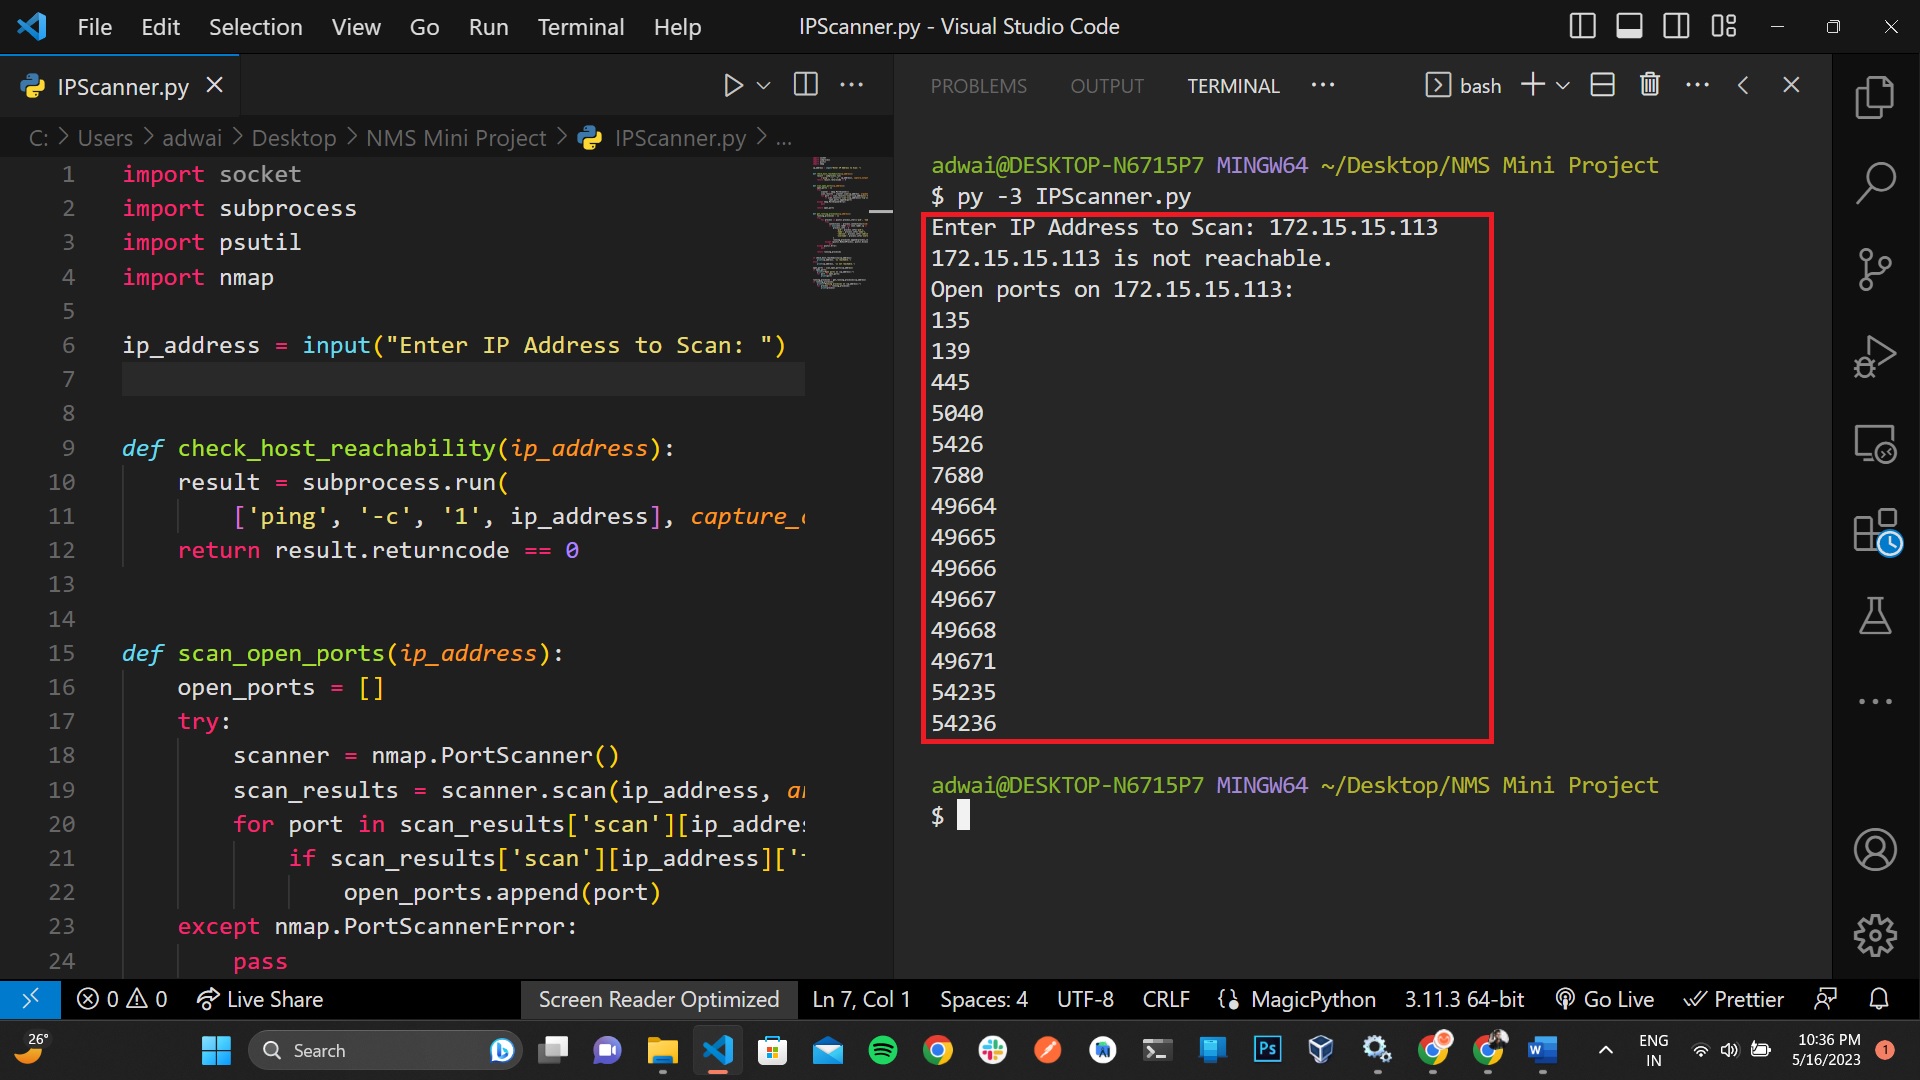 File Edit Selection View Go Run Terminal Help
IPScanner.py - Visual Studio Code
IPScanner.py
C: > Users > adwai > Desktop > NMS Mini Project > IPScanner.py > ...
1 import socket
2 import subprocess
3 import psutil
4 import nmap
5
6 ip_address = input("Enter IP Address to Scan: ")
7
8
9 def check_host_reachability(ip_address):
10 result = subprocess.run(
11 ['ping', '-c', '1', ip_address], capture_
12 return result.returncode == 0
13
14
15 def scan_open_ports(ip_address):
16 open_ports = []
17 try:
18 scanner = nmap.PortScanner()
19 scan_results = scanner.scan(ip_address, 
20 for port in scan_results['scan'][ip_addres
21 if scan_results['scan'][ip_address]['
22 open_ports.append(port)
23 except nmap.PortScannerError:
24 pass
PROBLEMS OUTPUT TERMINAL ··· bash
adwai@DESKTOP-N6715P7 MINGW64 ~/Desktop/NMS Mini Project
$ py -3 IPScanner.py
Enter IP Address to Scan: 172.15.15.113
172.15.15.113 is not reachable.
Open ports on 172.15.15.113:
135
139
445
5040
5426
7680
49664
49665
49666
49667
49668
49671
54235
54236
adwai@DESKTOP-N6715P7 MINGW64 ~/Desktop/NMS Mini Project
$
0 0 Live Share Screen Reader Optimized Ln 7, Col 1 Spaces: 4 UTF-8 CRLF MagicPython 3.11.3 64-bit Go Live Prettier
26° Search Ps W ENG 10:36 PM 1
IN 5/16/2023